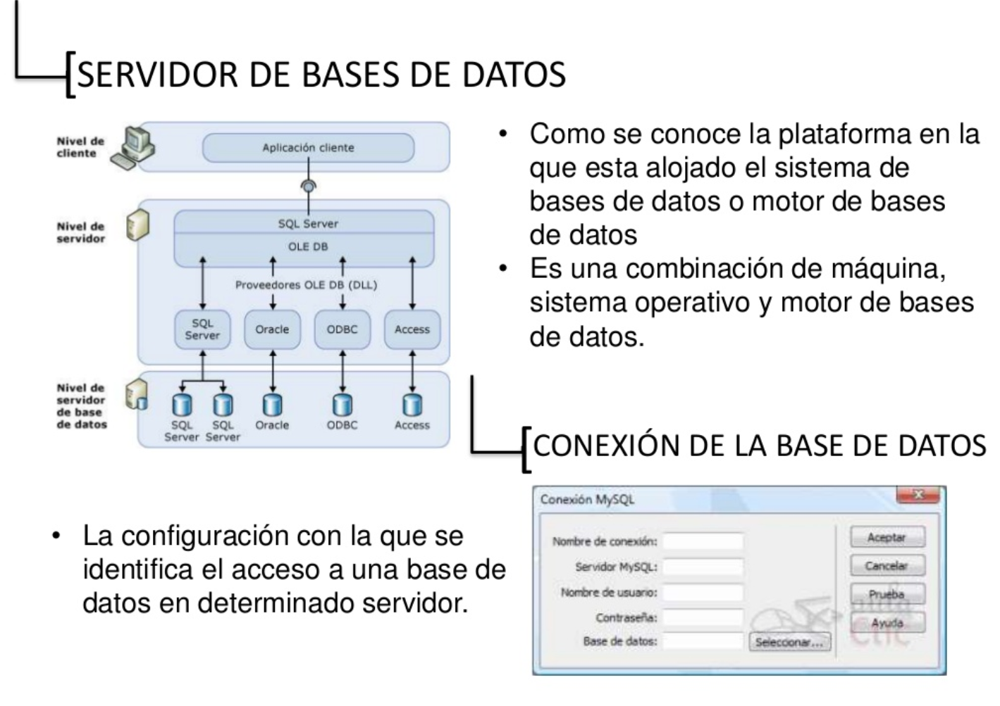 SERVIDOR DE BASES DE DATOS
Nivel de
cliente
Aplicación cliente
Nivel de
servidor
SQL Server
OLE DB
Proveedores OLE DB (DLL)
SQL
Server
Oracle
ODBC
Access
Nivel de
servidor
de base
de datos
SQL
Server
SQL
Server
Oracle
ODBC
Access
• Como se conoce la plataforma en la
que esta alojado el sistema de
bases de datos o motor de bases
de datos
• Es una combinación de máquina,
sistema operativo y motor de bases
de datos.
CONEXIÓN DE LA BASE DE DATOS
• La configuración con la que se
identifica el acceso a una base de
datos en determinado servidor.
Conexión MySQL
Nombre de conexión:
Servidor MySQL:
Nombre de usuario:
Contraseña:
Base de datos:
Seleccionar...
Aceptar
Cancelar
Prueba
Ayuda
Clic